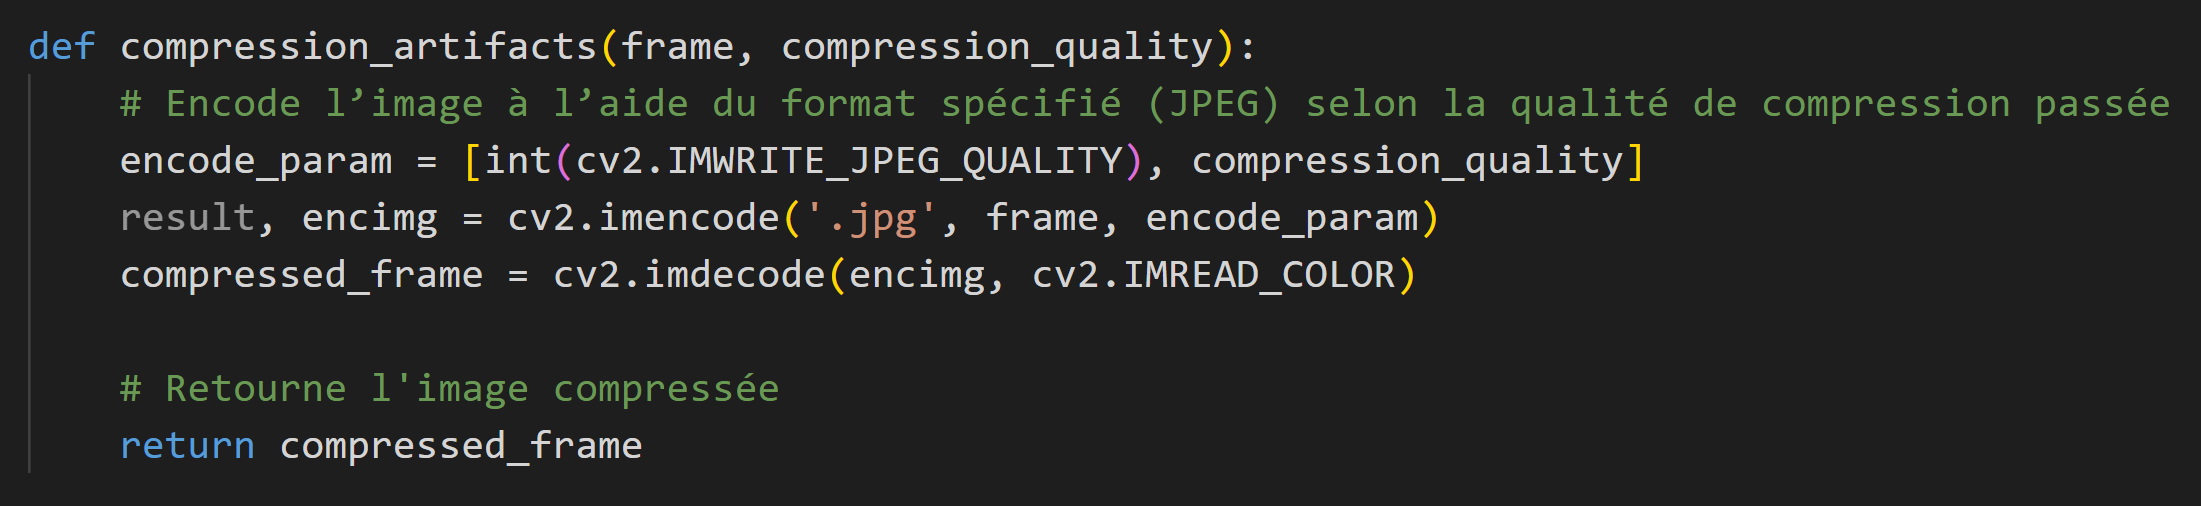 def compression_artifacts(frame, compression_quality):
    # Encode l’image à l’aide du format spécifié (JPEG) selon la qualité de compression passée
    encode_param = [int(cv2.IMWRITE_JPEG_QUALITY), compression_quality]
    result, encimg = cv2.imencode('.jpg', frame, encode_param)
    compressed_frame = cv2.imdecode(encimg, cv2.IMREAD_COLOR)

    # Retourne l'image compressée
    return compressed_frame